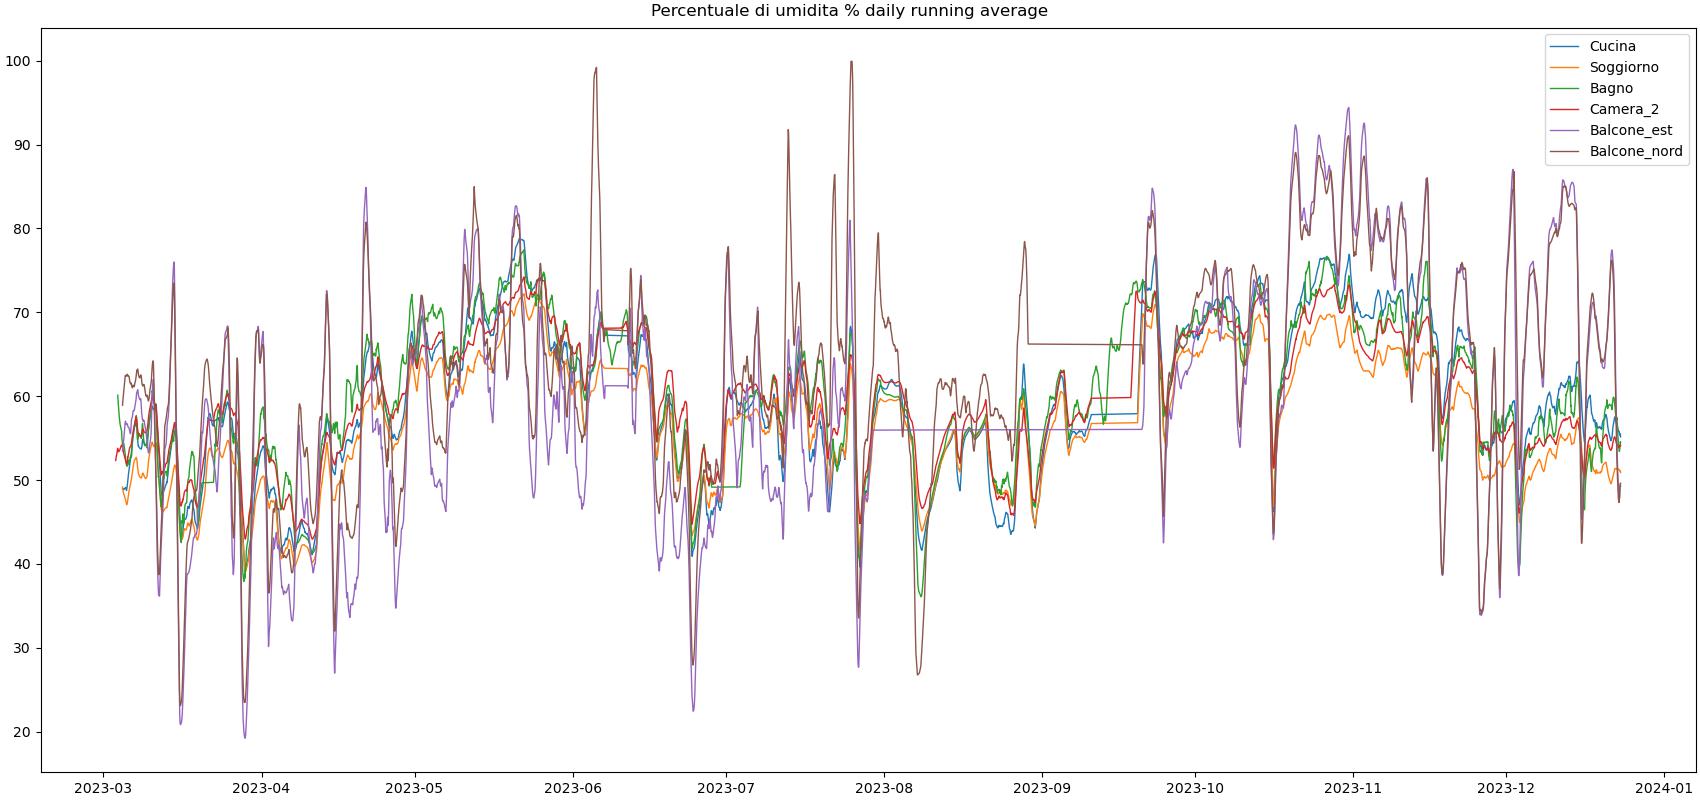 Percentuale di umidita % daily running average
100
90
80
70
60
50
40
30
20
Cucina
Soggiorno
Bagno
Camera_2
Balcone_est
Balcone_nord
2023-03 2023-04 2023-05 2023-06 2023-07 2023-08 2023-09 2023-10 2023-11 2023-12 2024-01